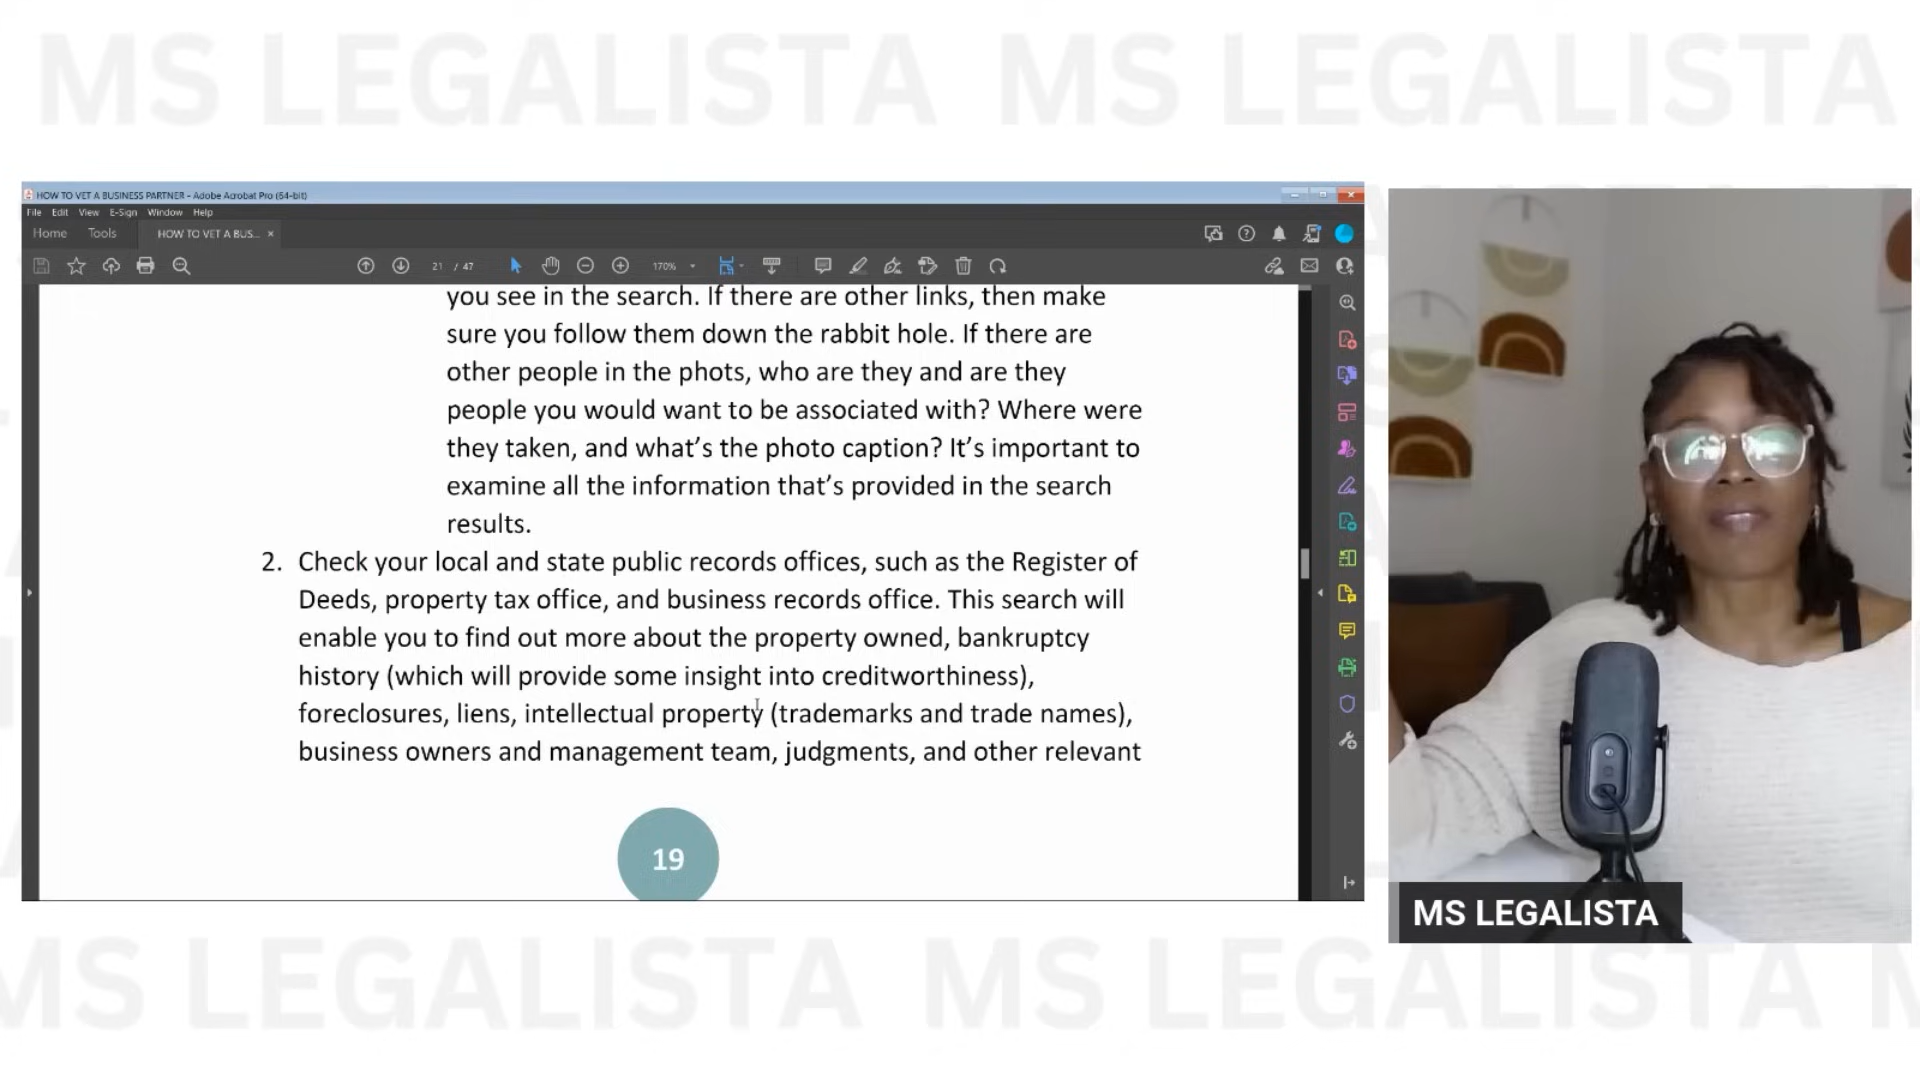 MS LEGALISTA MS LEGALISTA
HOW TO VET A BUSINESS PARTNER - Adobe Acrobat Pro (64-bit)
File Edit View E-Sign Window Help
Home Tools HOW TO VET A BUS... ×
21 / 47 170%
you see in the search. If there are other links, then make
sure you follow them down the rabbit hole. If there are
other people in the phots, who are they and are they
people you would want to be associated with? Where were
they taken, and what’s the photo caption? It’s important to
examine all the information that’s provided in the search
results.
2. Check your local and state public records offices, such as the Register of
Deeds, property tax office, and business records office. This search will
enable you to find out more about the property owned, bankruptcy
history (which will provide some insight into creditworthiness),
foreclosures, liens, intellectual property (trademarks and trade names),
business owners and management team, judgments, and other relevant
19
MS LEGALISTA
MS LEGALISTA MS LEGALISTA M